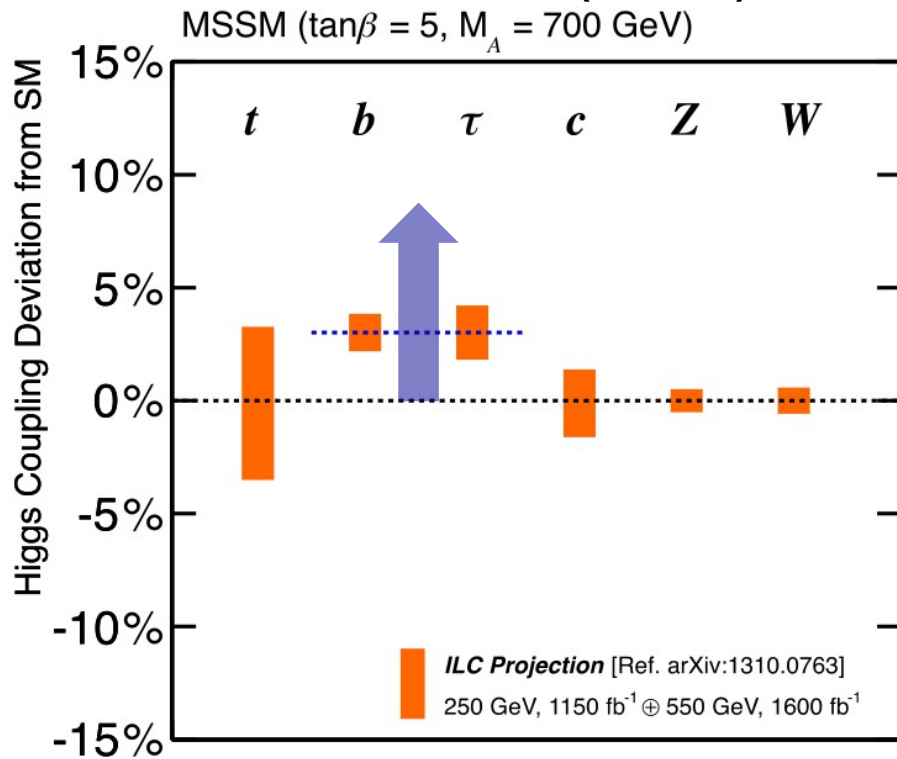 MSSM (tanβ = 5, M_A = 700 GeV)
15%
t b τ c Z W
10%
5%
0%
-5%
-10%
-15%
Higgs Coupling Deviation from SM
ILC Projection [Ref. arXiv:1310.0763]
250 GeV, 1150 fb⁻¹ ⊕ 550 GeV, 1600 fb⁻¹